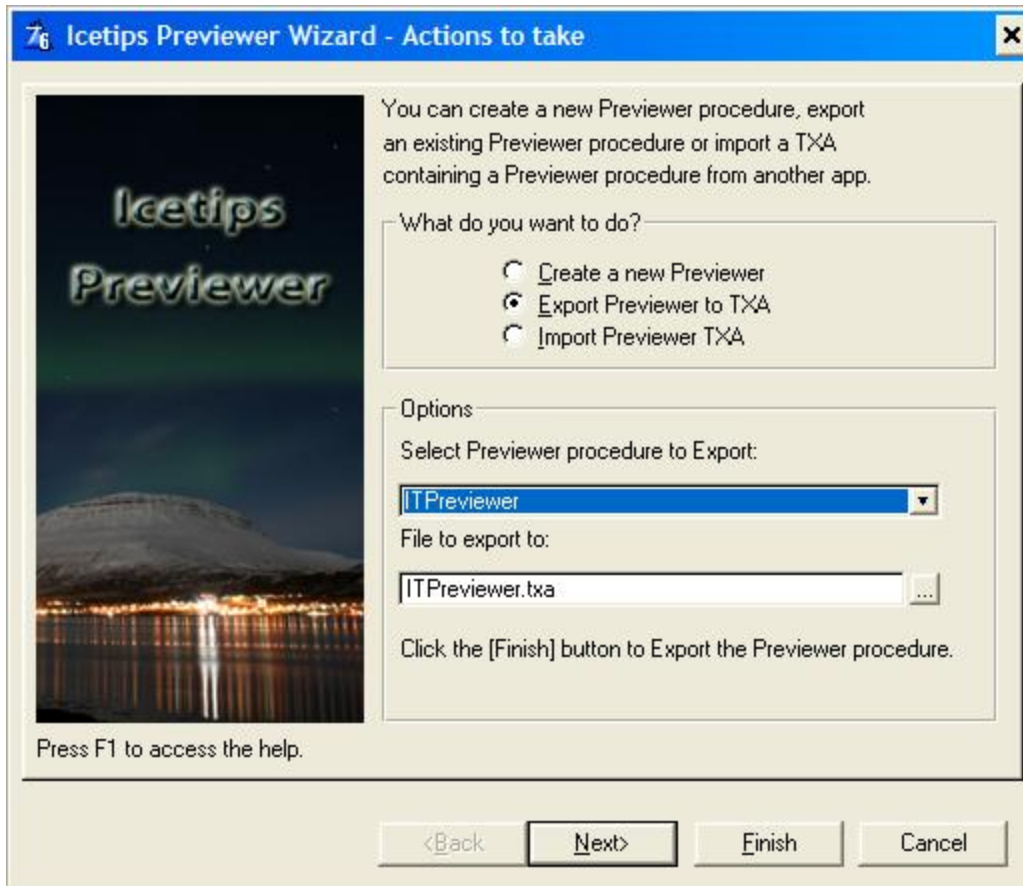 Icetips Previewer Wizard - Actions to take
Icetips
Previewer
You can create a new Previewer procedure, export
an existing Previewer procedure or import a TXA
containing a Previewer procedure from another app.
What do you want to do?
Create a new Previewer
Export Previewer to TXA
Import Previewer TXA
Options
Select Previewer procedure to Export:
ITPreviewer
File to export to:
ITPreviewer.txa
...
Click the [Finish] button to Export the Previewer procedure.
Press F1 to access the help.
<Back
Next>
Finish
Cancel